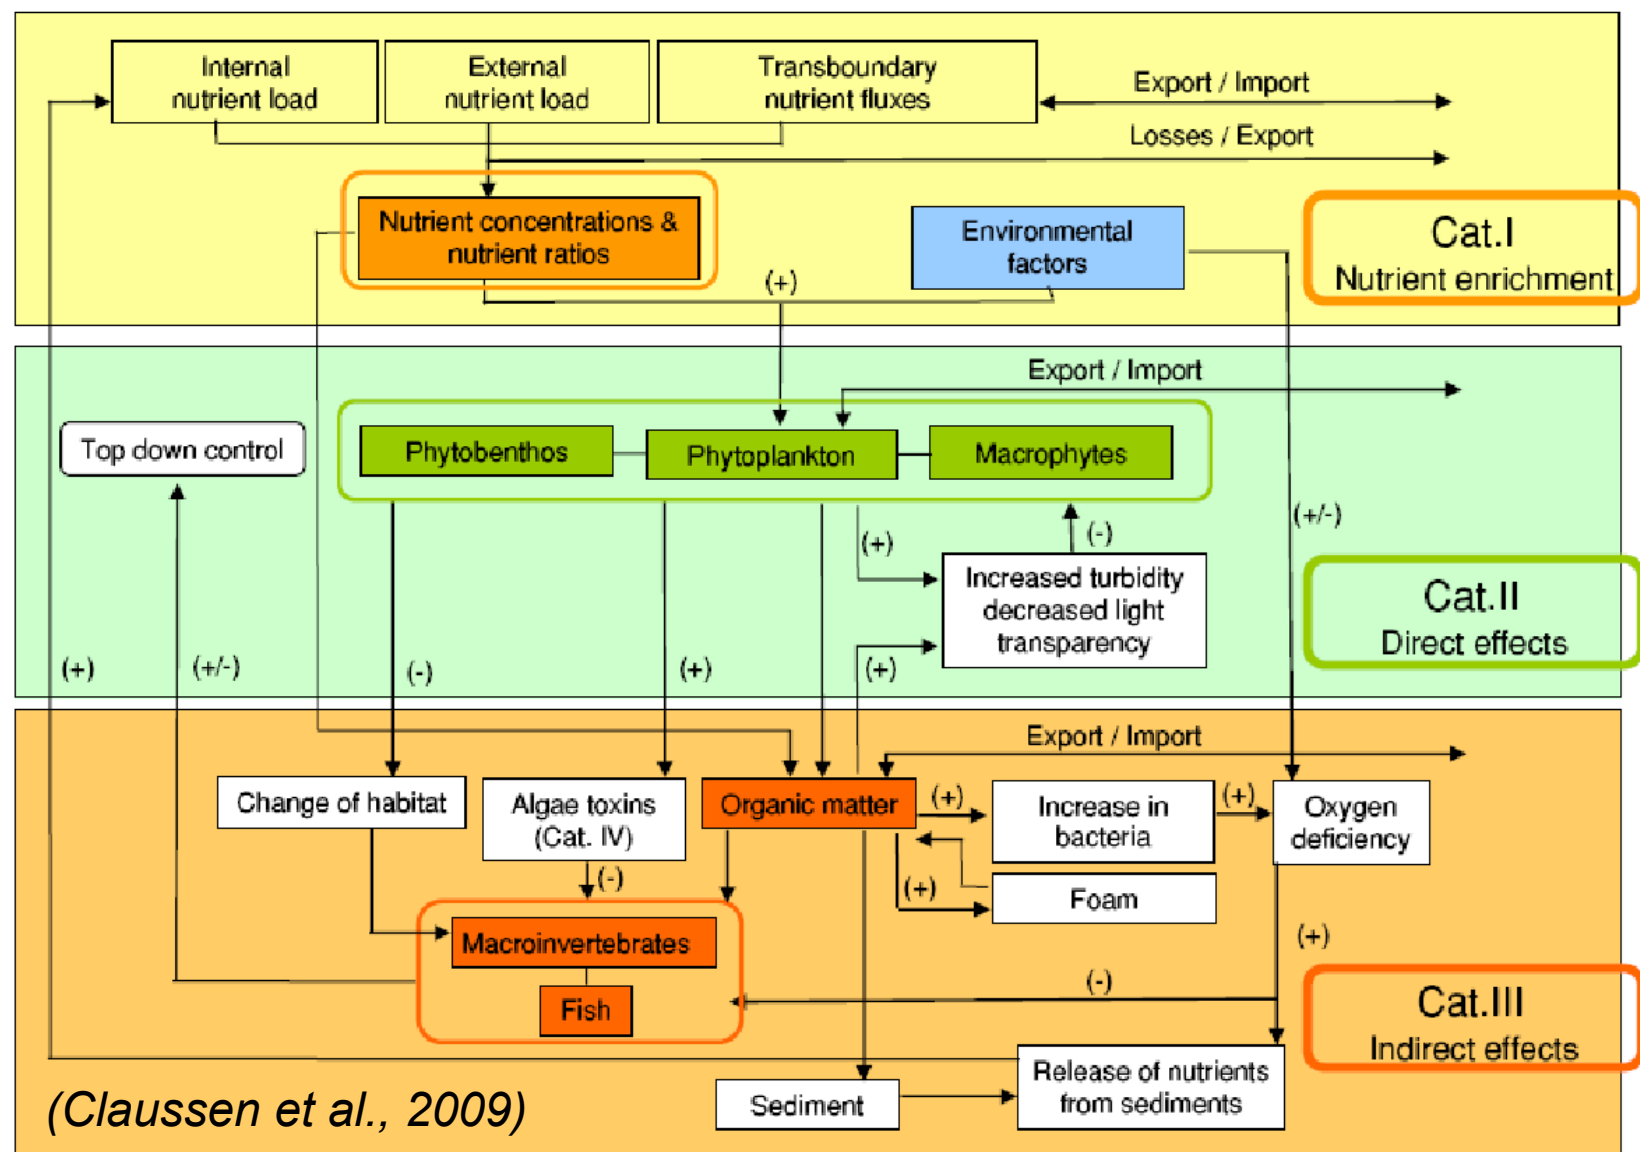 Internal
nutrient load
External
nutrient load
Transboundary
nutrient fluxes
Export / Import
Losses / Export
Nutrient concentrations &
nutrient ratios
Environmental
factors
(+)
Cat.I
Nutrient enrichment
Export / Import
Top down control
Phytobenthos
Phytoplankton
Macrophytes
(+)
(-)
(+/-)
Increased turbidity
decreased light
transparency
Cat.II
Direct effects
(+)
(+/-)
(-)
(+)
(+)
Export / Import
Change of habitat
Algae toxins
(Cat. IV)
Organic matter
(+)
Increase in
bacteria
(+)
Oxygen
deficiency
(-)
(+)
Foam
Macroinvertebrates
(+)
(-)
Fish
Cat.III
Indirect effects
Sediment
Release of nutrients
from sediments
(Claussen et al., 2009)